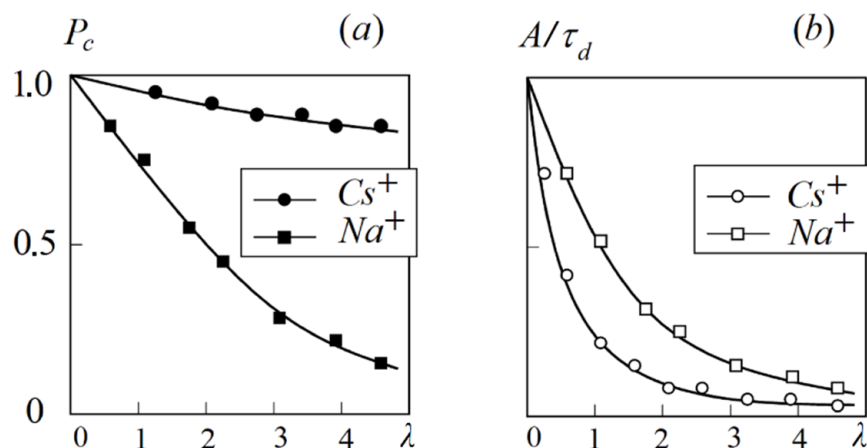 P_c (a)
1.0
0.5
0
Cs⁺
Na⁺
0 1 2 3 4 λ
A/τ_d (b)
Cs⁺
Na⁺
0 1 2 3 4 λ